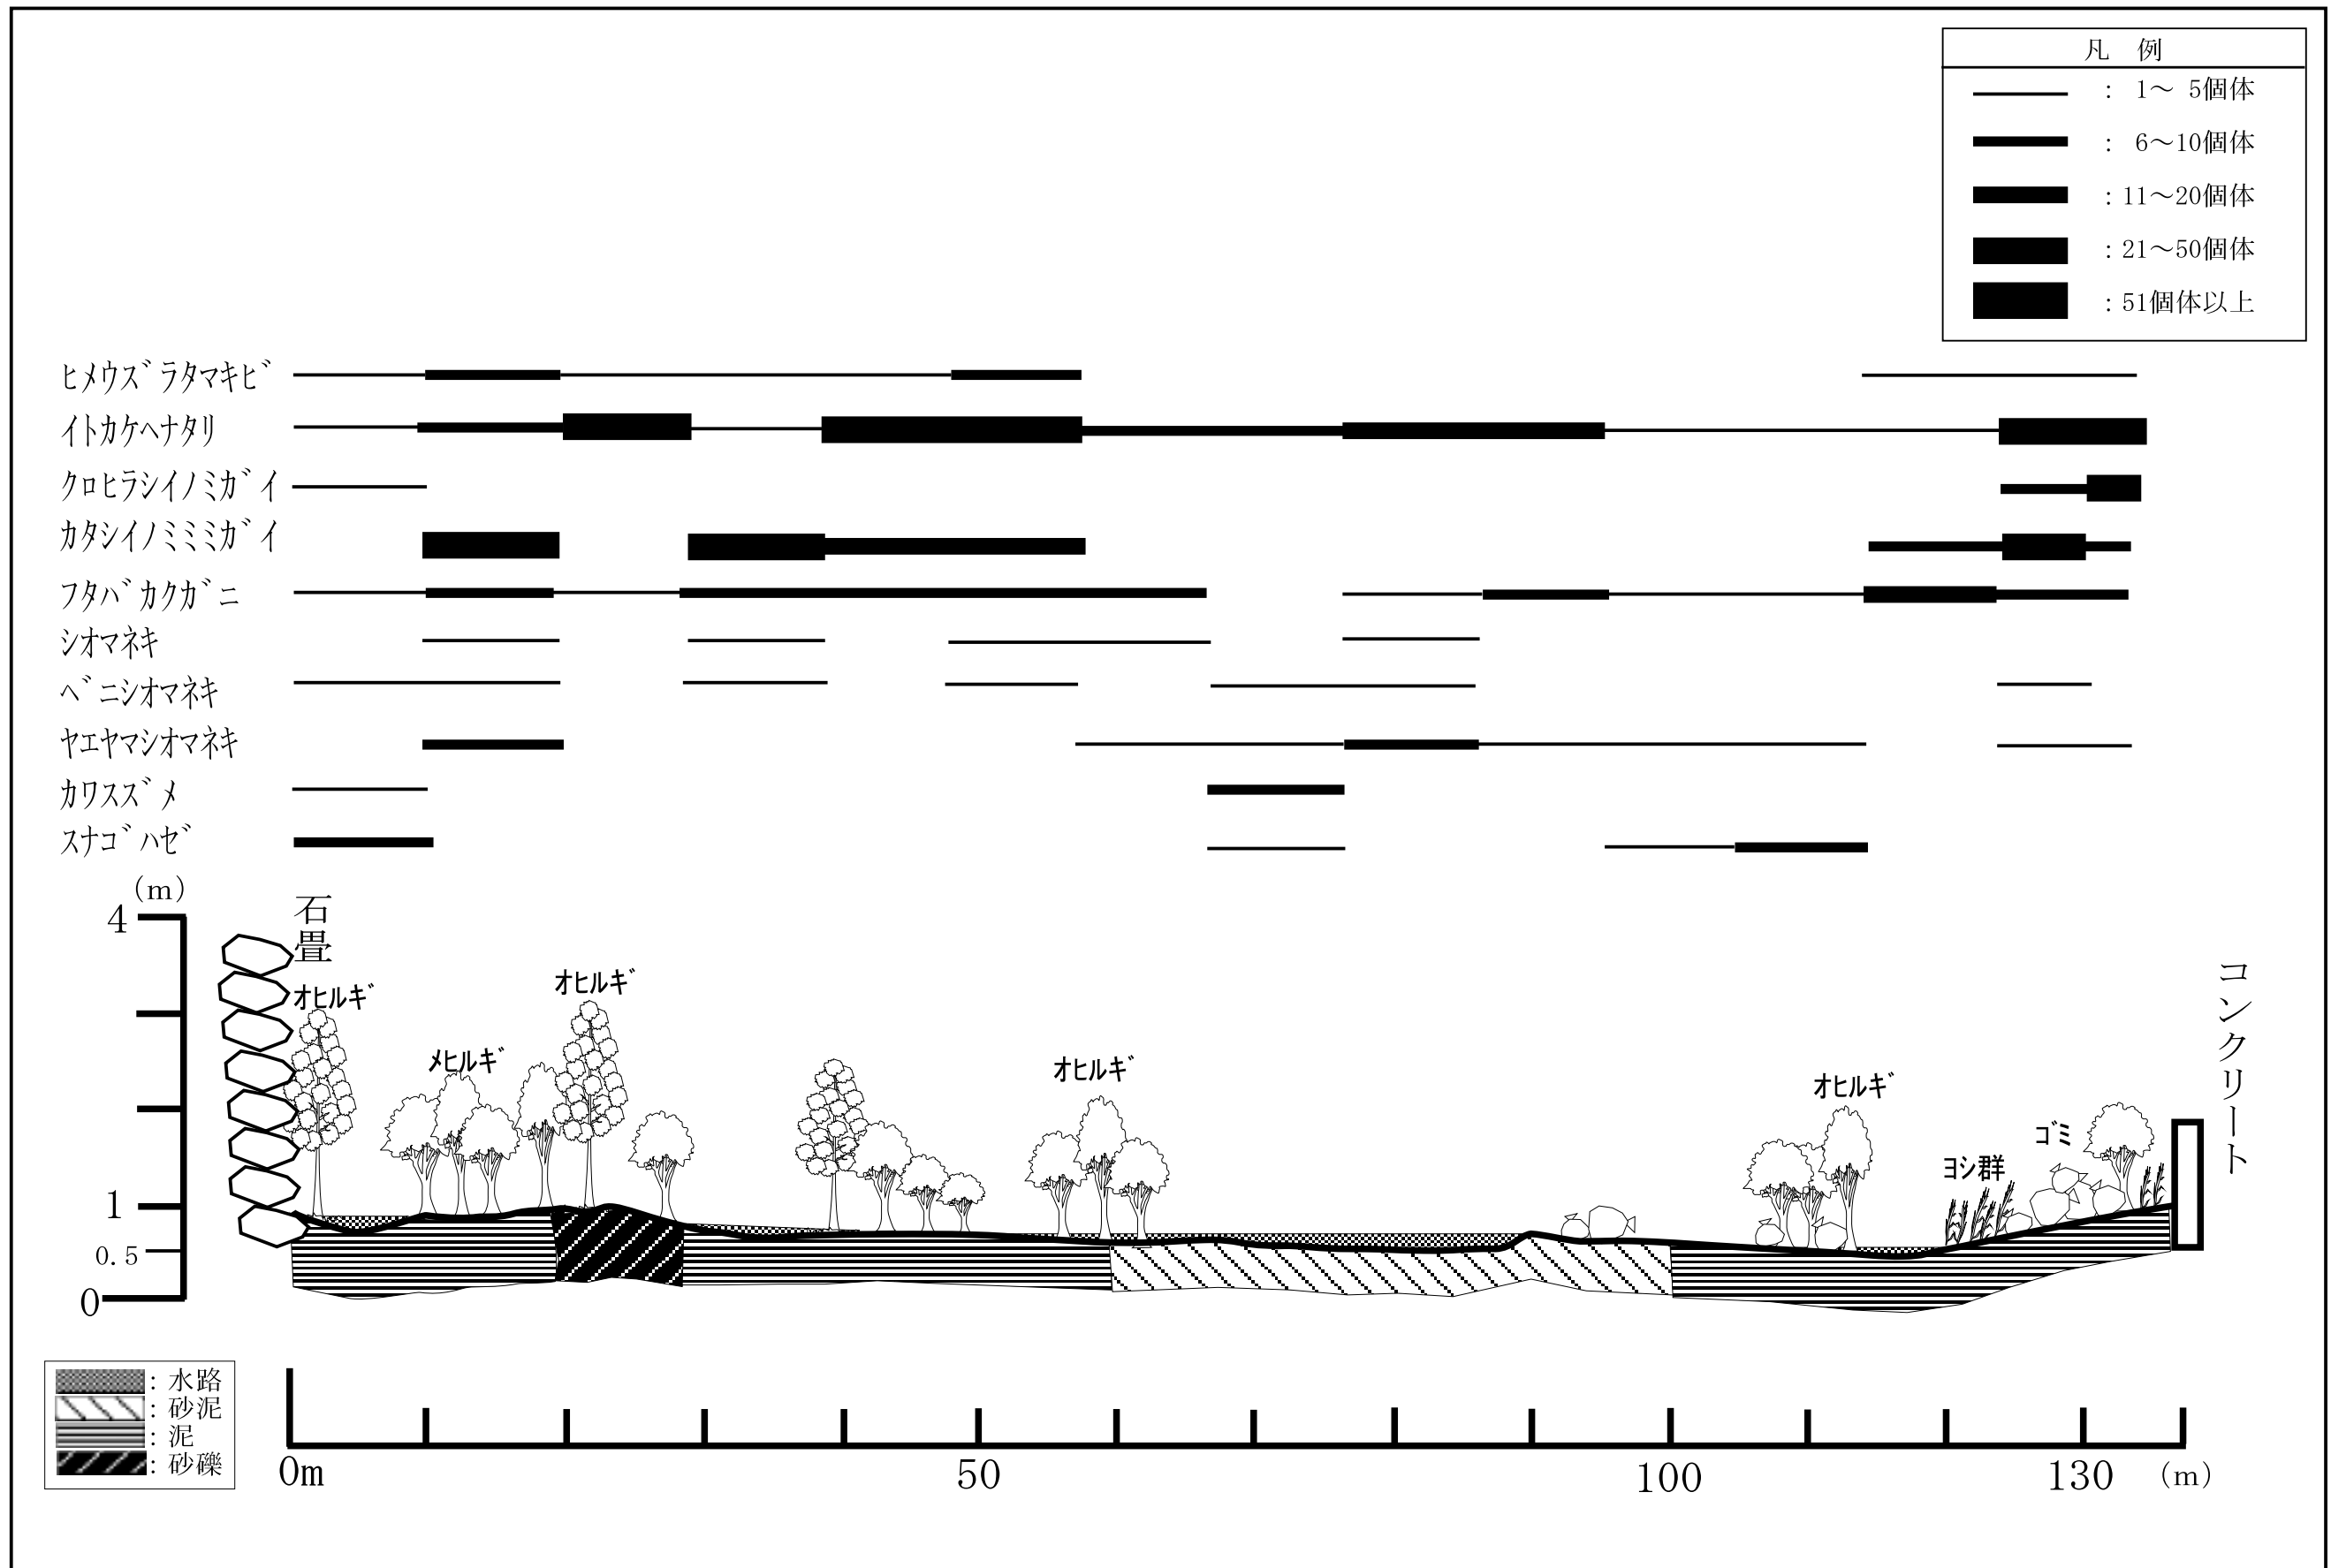 凡 例
: 1～ 5個体
: 6～10個体
: 11～20個体
: 21～50個体
: 51個体以上
ﾋﾒｳｽﾞﾗﾀﾏｷﾋﾞ
ｲﾄｶｹﾍﾅﾀﾘ
ｸﾛﾋﾗｼｲﾉﾐｶﾞｲ
ｶﾀｼｲﾉﾐﾐﾐｶﾞｲ
ﾌﾀﾊﾞｶｸｶﾞﾆ
ｼｵﾏﾈｷ
ﾍﾞﾆｼｵﾏﾈｷ
ﾔｴﾔﾏｼｵﾏﾈｷ
ｶﾜｽｽﾞﾒ
ｽﾅｺﾞﾊｾﾞ
(m)
4
1
0.5
0
石畳
ｵﾋﾙｷﾞ
ﾒﾋﾙｷﾞ
ｵﾋﾙｷﾞ
ｵﾋﾙｷﾞ
ｵﾋﾙｷﾞ
ﾖｼ群
ｺﾞﾐ
コンクリート
: 水路
: 砂泥
: 泥
: 砂礫
0m
50
100
130
(m)